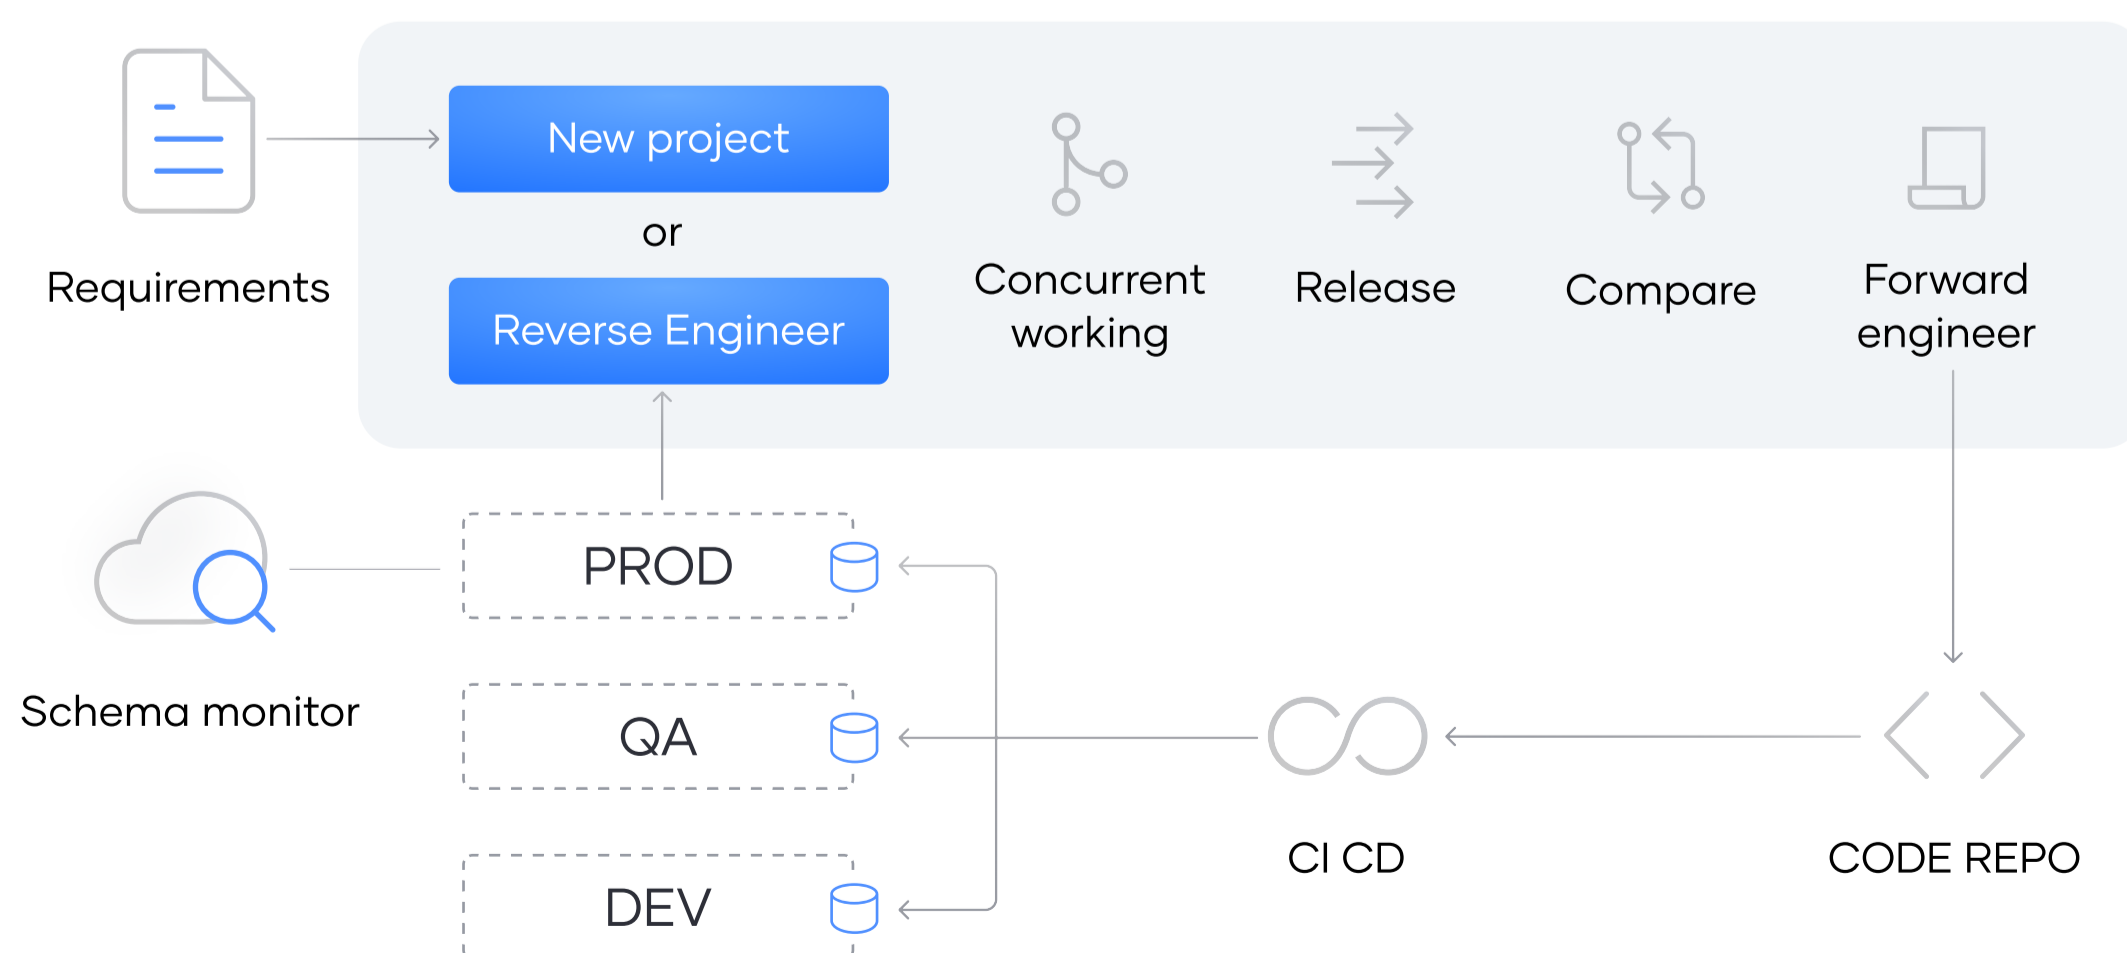 New project
or
Requirements
Reverse Engineer
Concurrent
working
Release
Compare
Forward
engineer
PROD
Schema monitor
QA
CI CD
CODE REPO
DEV